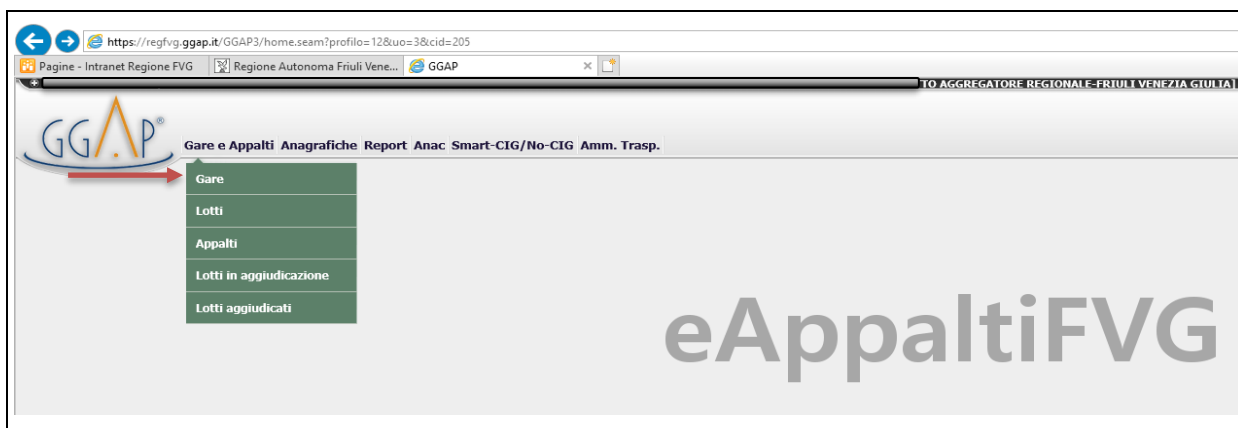 https://regfvg.ggap.it/GGAP3/home.seam?profilo=12&uo=3&cid=205
Pagine - Intranet Regione FVG Regione Autonoma Friuli Vene... GGAP
TO AGGREGATORE REGIONALE-FRIULI VENEZIA GIULIA]
GGAP®
Gare e Appalti Anagrafiche Report Anac Smart-CIG/No-CIG Amm. Trasp.
Gare
Lotti
Appalti
Lotti in aggiudicazione
Lotti aggiudicati
eAppaltiFVG